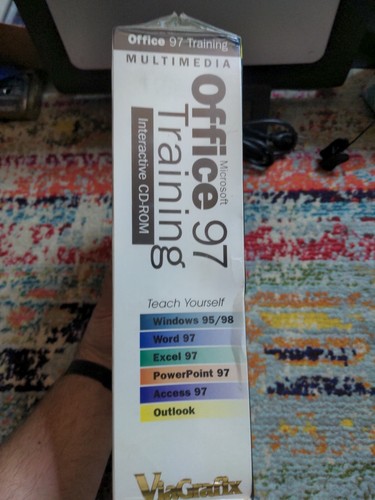 Office 97 Training
MULTIMEDIA
Microsoft
Office 97
Training
Interactive CD-ROM
Teach Yourself
Windows 95/98
Word 97
Excel 97
PowerPoint 97
Access 97
Outlook
ViaGrafix